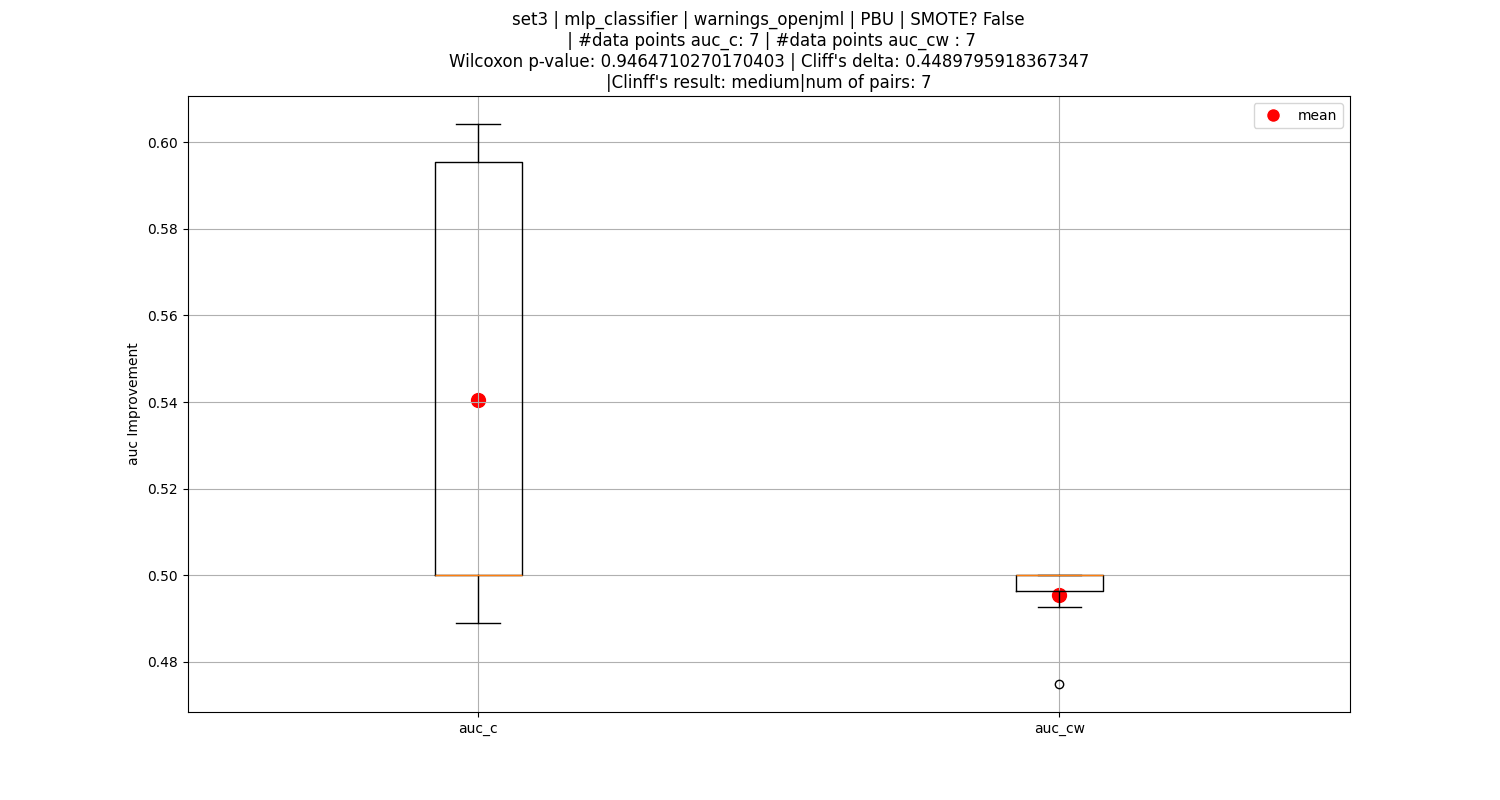 set3 | mlp_classifier | warnings_openjml | PBU | SMOTE? False
| #data points auc_c: 7 | #data points auc_cw : 7
Wilcoxon p-value: 0.9464710270170403 | Cliff's delta: 0.4489795918367347
|Clinff's result: medium|num of pairs: 7
mean
0.60
0.58
0.56
0.54
0.52
0.50
0.48
auc Improvement
auc_c
auc_cw